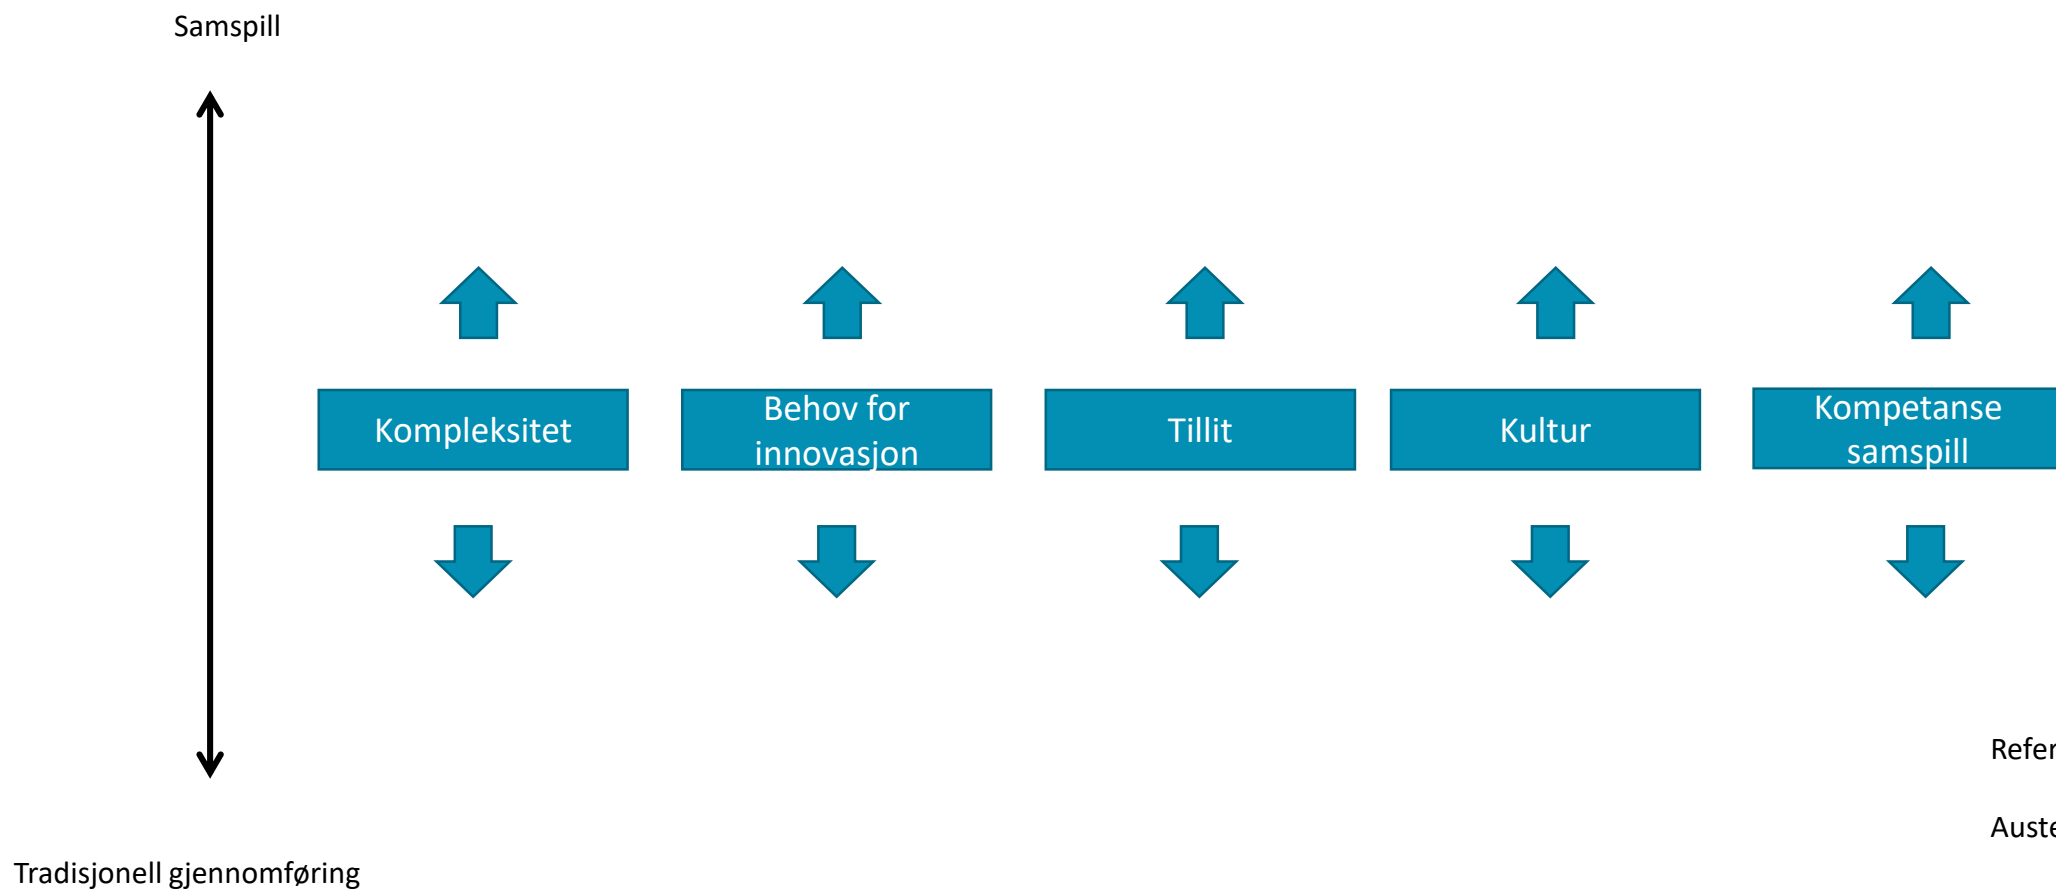 Samspill
Kompleksitet
Behov for
innovasjon
Tillit
Kultur
Kompetanse
samspill
Tradisjonell gjennomføring